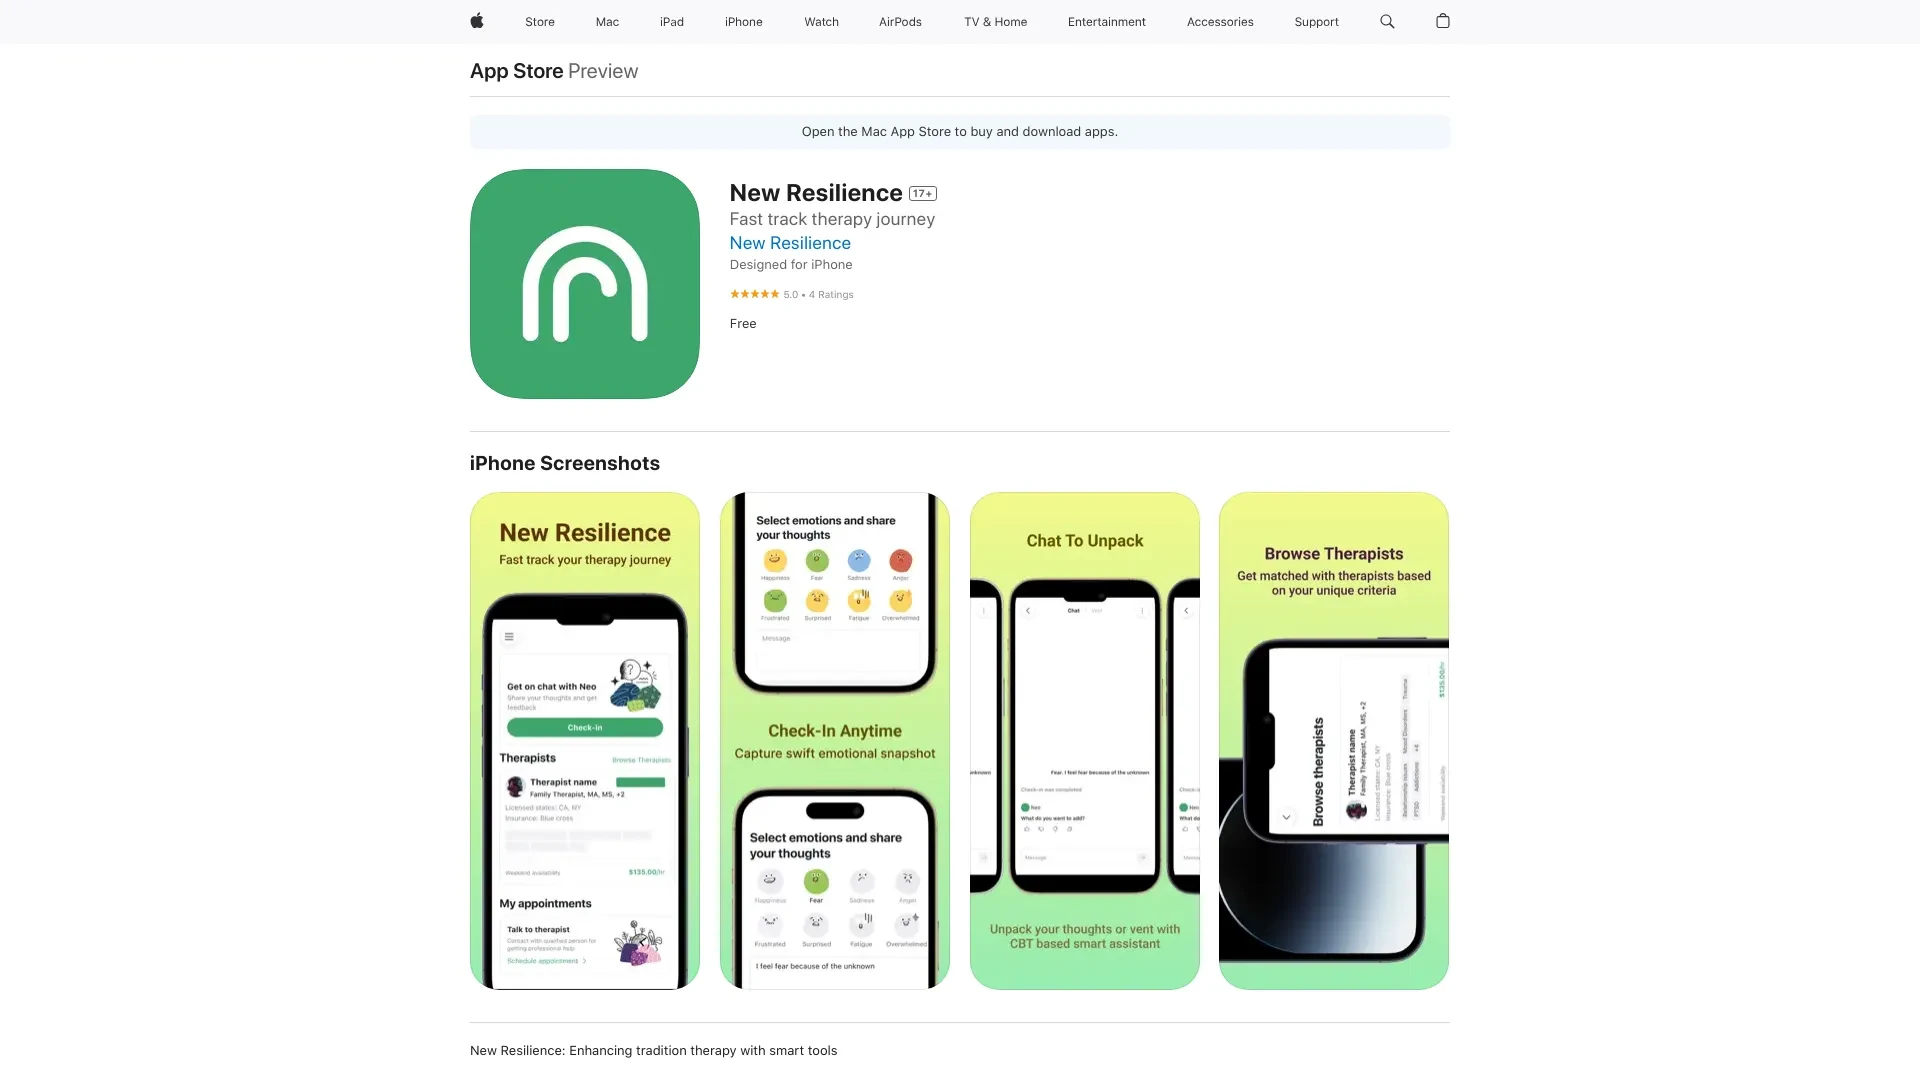 Store Mac iPad iPhone Watch AirPods TV & Home Entertainment Accessories Support
App Store Preview
Open the Mac App Store to buy and download apps.
New Resilience 17+
Fast track therapy journey
New Resilience
Designed for iPhone
5.0 • 4 Ratings
Free
iPhone Screenshots
New Resilience
Fast track your therapy journey
Get on chat with Neo
Share your thoughts and get
feedback
Check-in
Therapists Browse Therapists
Therapist name
Family Therapist, MA, MS, +2
Licensed states: CA, NY
Insurance: Blue cross
Weekend availability $135.00/hr
My appointments
Talk to therapist
Contact with qualified person for
getting professional help
Schedule appointment
Select emotions and share
your thoughts
Happiness Fear Sadness Anger
Frustrated Surprised Fatigue Overwhelmed
Message
Check-In Anytime
Capture swift emotional snapshot
Select emotions and share
your thoughts
Happiness Fear Sadness Anger
Frustrated Surprised Fatigue Overwhelmed
I feel fear because of the unknown
Chat To Unpack
Chat Vent
Fear. I feel fear because of the unknown
Check-in was completed
Neo
What do you want to add?
Message
Unpack your thoughts or vent with
CBT based smart assistant
Browse Therapists
Get matched with therapists based
on your unique criteria
Browse therapists
Therapist name
Family Therapist, MA, MS, +2
Licensed states: CA, NY
Insurance: Blue cross
Relationship Issues Mood Disorders Trauma
PTSD Addictions +4
Weekend availability $135.00/hr
New Resilience: Enhancing tradition therapy with smart tools